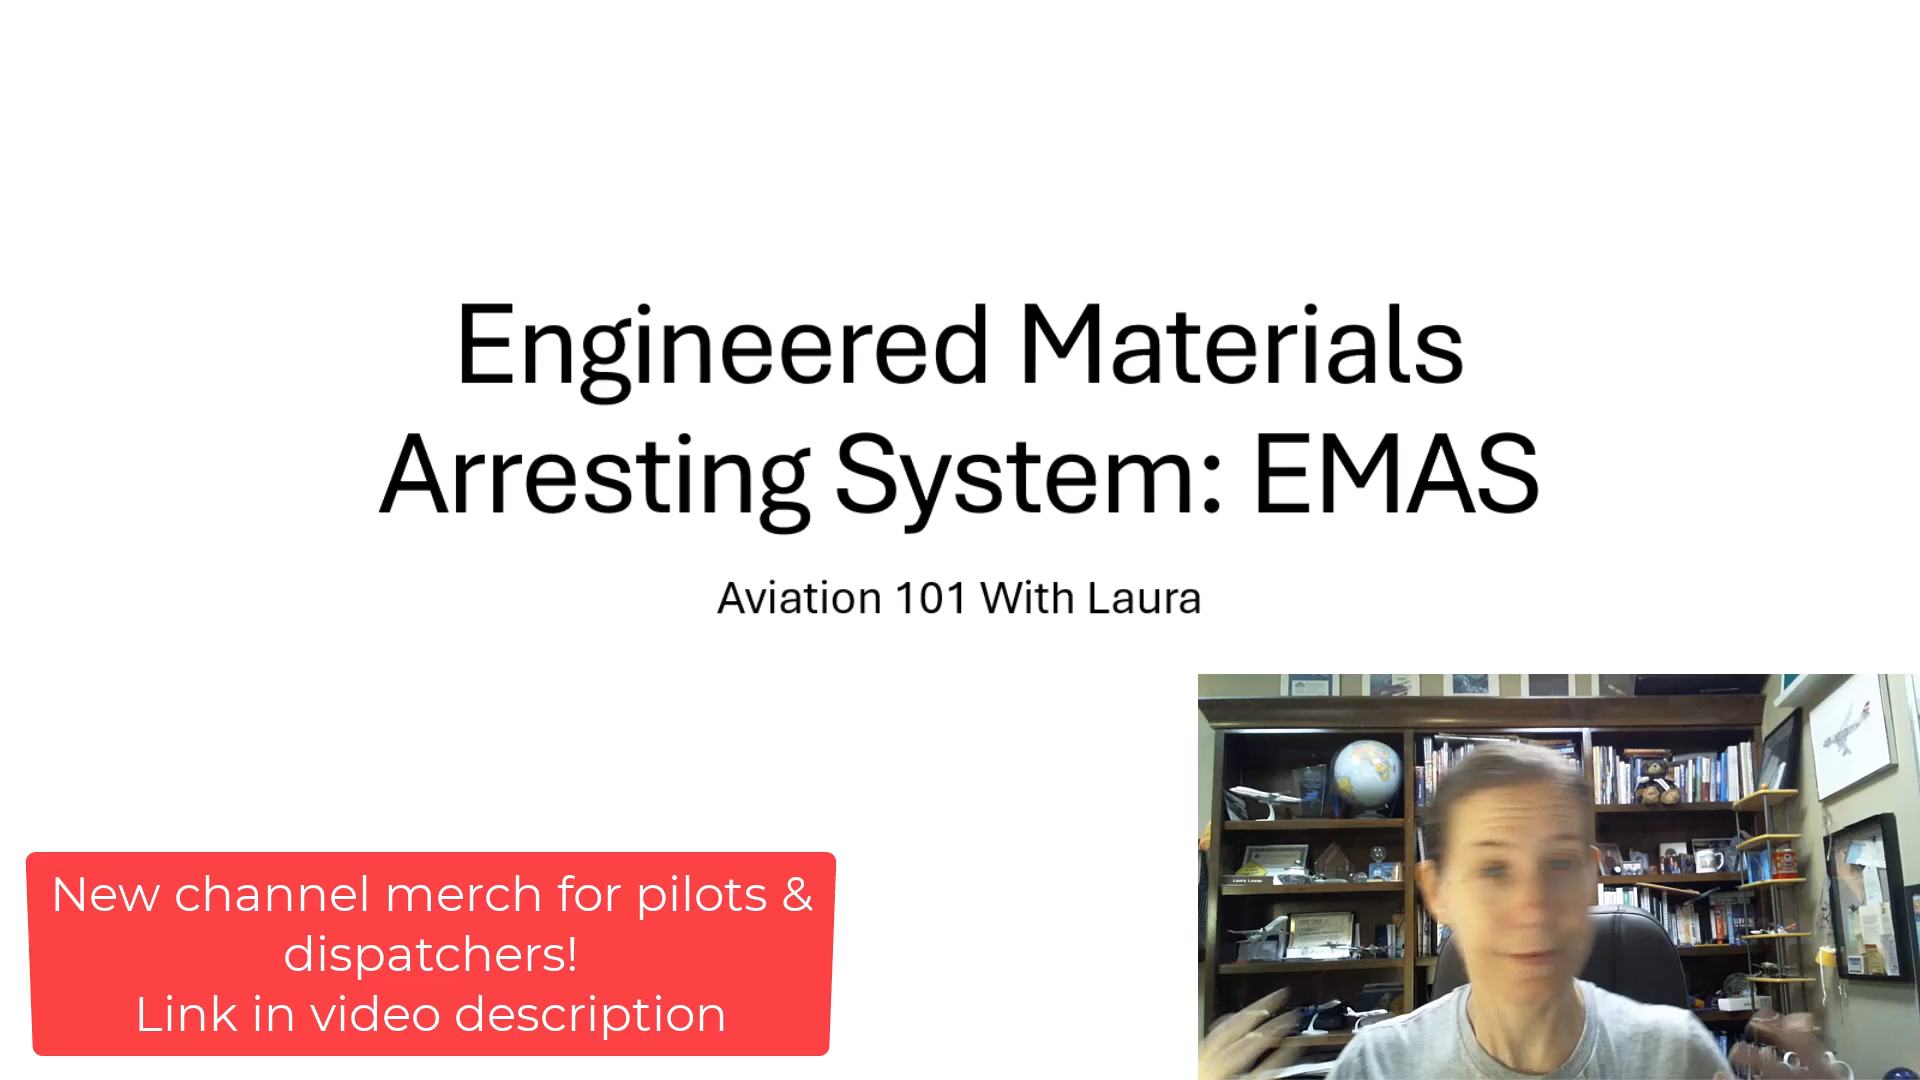 Engineered Materials
Arresting System: EMAS
Aviation 101 With Laura
New channel merch for pilots &
dispatchers!
Link in video description